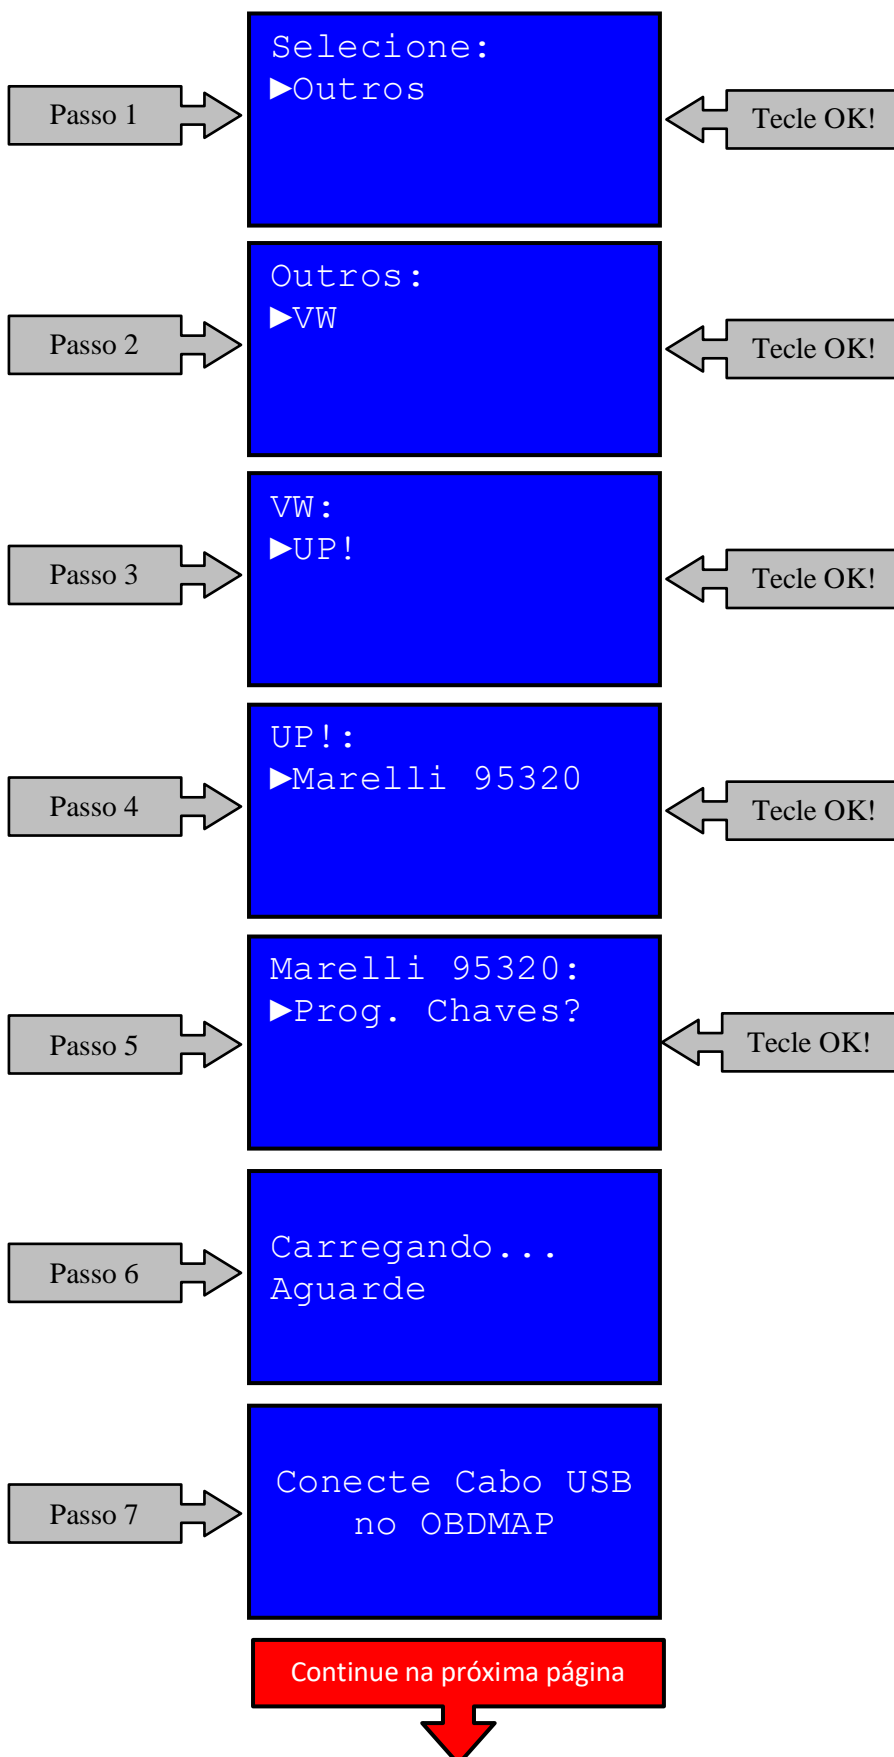 Selecione:
►Outros
Passo 1
Tecle OK!
Outros:
►VW
Passo 2
Tecle OK!
VW:
►UP!
Passo 3
Tecle OK!
UP!:
►Marelli 95320
Passo 4
Tecle OK!
Marelli 95320:
►Prog. Chaves?
Passo 5
Tecle OK!
Carregando...
Aguarde
Passo 6
Conecte Cabo USB
no OBDMAP
Passo 7
Continue na próxima página